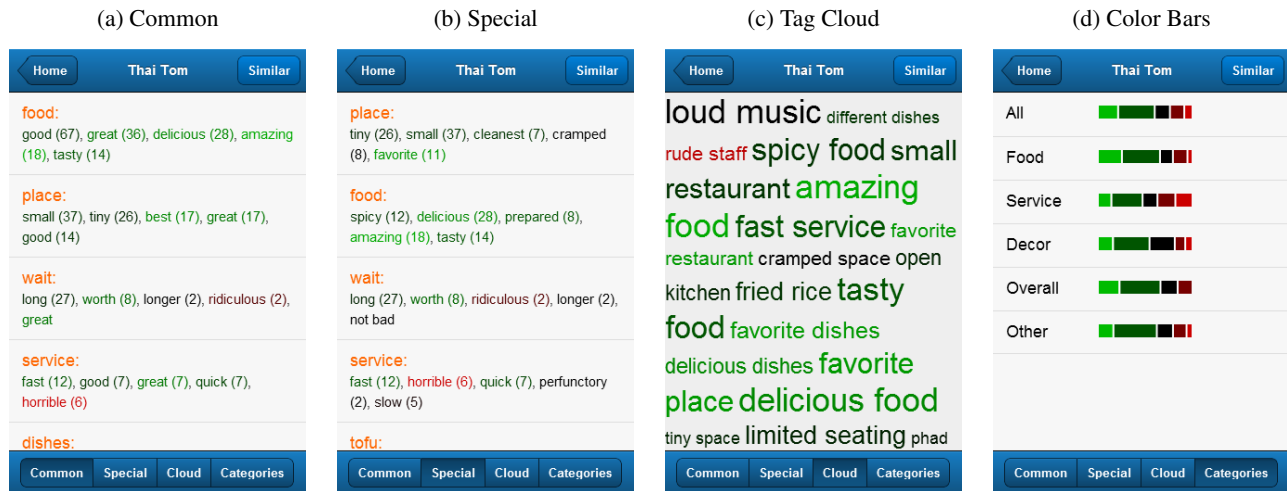 (a) Common
Home Thai Tom Similar
food:
good (67), great (36), delicious (28), amazing
(18), tasty (14)
place:
small (37), tiny (26), best (17), great (17),
good (14)
wait:
long (27), worth (8), longer (2), ridiculous (2),
great
service:
fast (12), good (7), great (7), quick (7),
horrible (6)
dishes:
Common Special Cloud Categories
(b) Special
Home Thai Tom Similar
place:
tiny (26), small (37), cleanest (7), cramped
(8), favorite (11)
food:
spicy (12), delicious (28), prepared (8),
amazing (18), tasty (14)
wait:
long (27), worth (8), ridiculous (2), longer (2),
not bad
service:
fast (12), horrible (6), quick (7), perfunctory
(2), slow (5)
tofu:
Common Special Cloud Categories
(c) Tag Cloud
Home Thai Tom Similar
loud music different dishes
rude staff spicy food small
restaurant amazing
food fast service favorite
restaurant cramped space open
kitchen fried rice tasty
food favorite dishes
delicious dishes favorite
place delicious food
tiny space limited seating phad
Common Special Cloud Categories
(d) Color Bars
Home Thai Tom Similar
All
Food
Service
Decor
Overall
Other
Common Special Cloud Categories